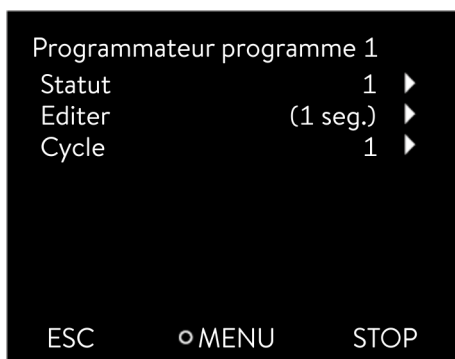 Programmateur programme 1
Statut 1
Editer (1 seg.)
Cycle 1
ESC MENU STOP